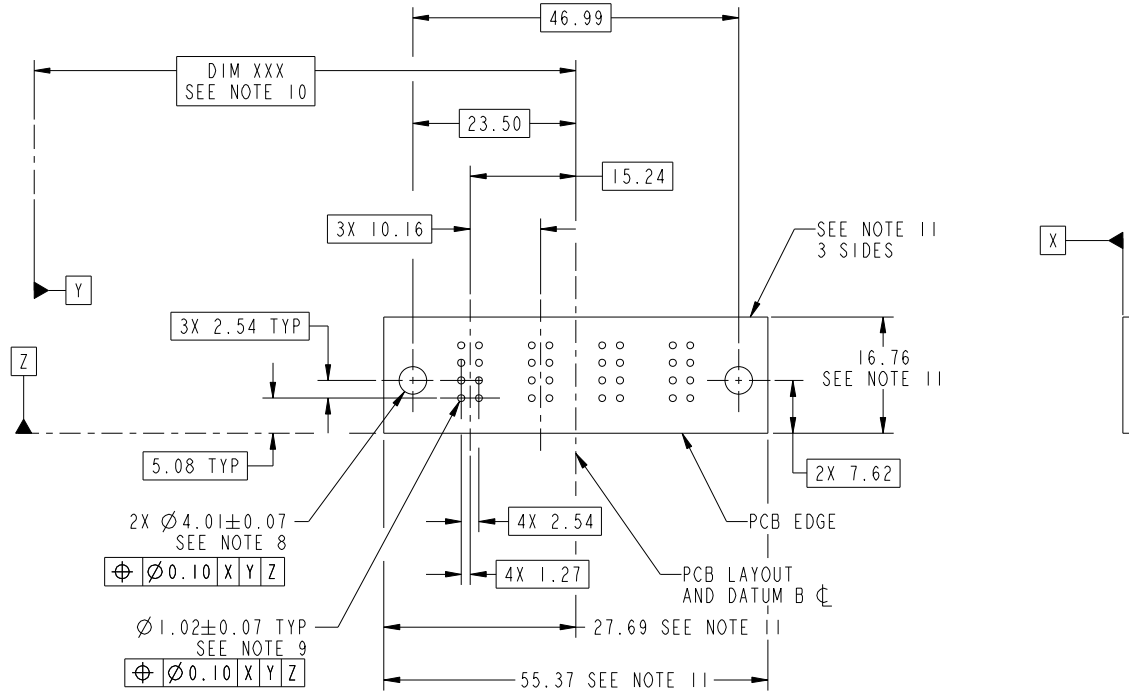 46.99
DIM XXX
SEE NOTE 10
23.50
15.24
3X 10.16
SEE NOTE 11
3 SIDES
X
Y
3X 2.54 TYP
Z
16.76
SEE NOTE 11
5.08 TYP
2X 7.62
2X Ø4.01±0.07
SEE NOTE 8
⌖ Ø0.10 X Y Z
4X 2.54
PCB EDGE
4X 1.27
PCB LAYOUT
AND DATUM B ℄
Ø1.02±0.07 TYP
SEE NOTE 9
⌖ Ø0.10 X Y Z
27.69 SEE NOTE 11
55.37 SEE NOTE 11